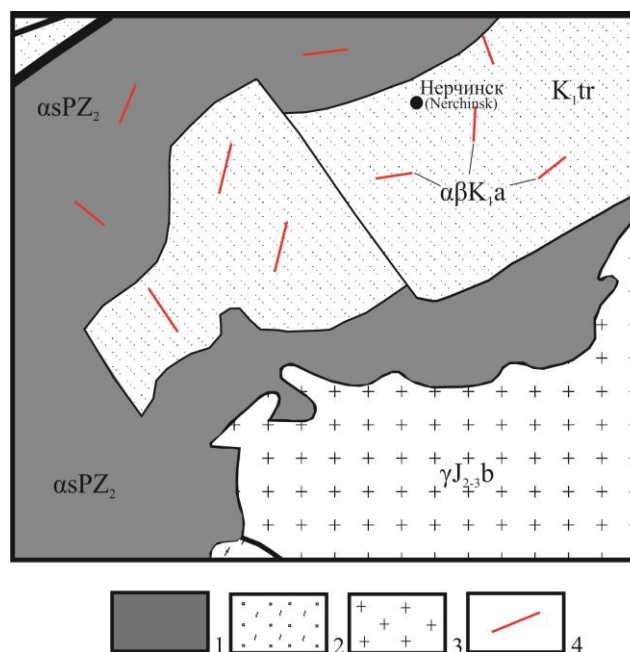 Нерчинск
(Nerchinsk)
K₁tr
αsPZ₂
αβK₁a
αsPZ₂
γJ₂₋₃b
1 2 3 4